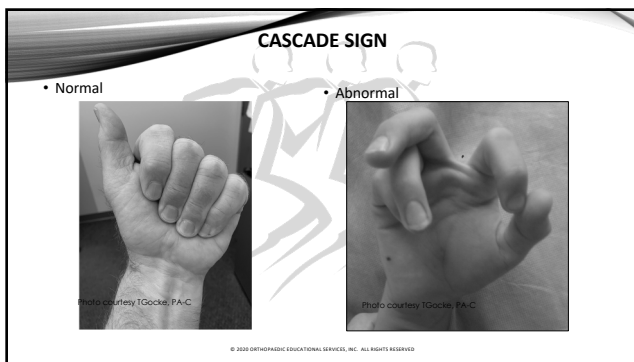 CASCADE SIGN
• Normal
• Abnormal
Photo courtesy TGocke, PA-C
Photo courtesy TGocke, PA-C
© 2020 ORTHOPAEDIC EDUCATIONAL SERVICES, INC. ALL RIGHTS RESERVED